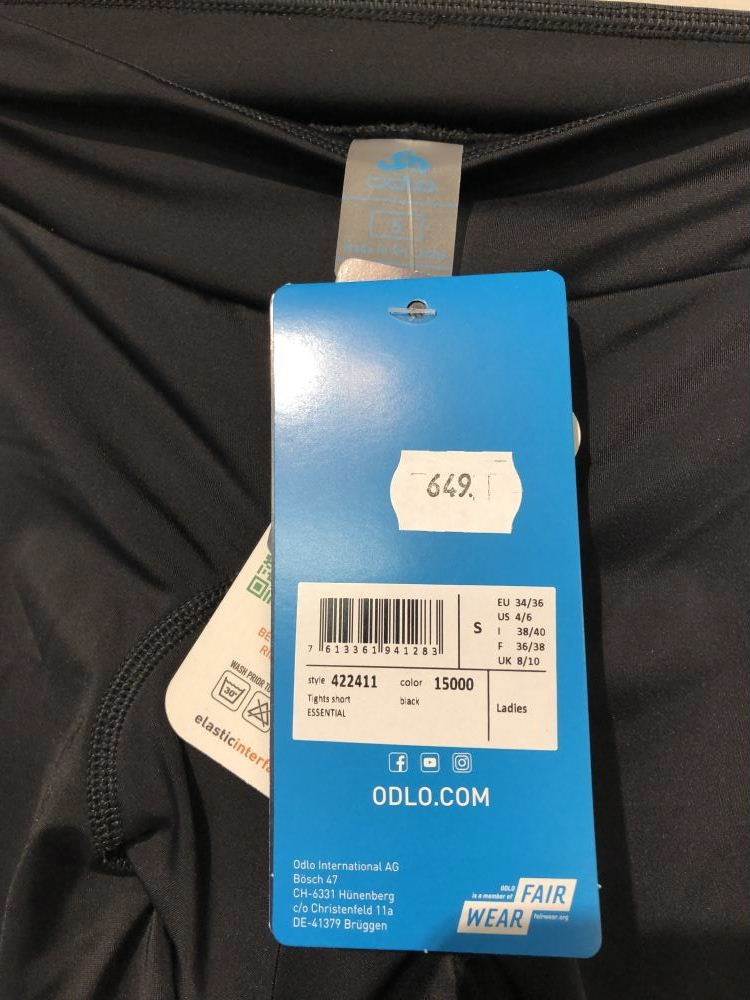 odlo
S
649.
7 613361 941283
S
EU 34/36
US 4/6
I 38/40
F 36/38
UK 8/10
style 422411 color 15000
Tights short black
ESSENTIAL
Ladies
WASH PRIOR
30°
elasticinterf
ODLO.COM
Odlo International AG
Bösch 47
CH-6331 Hünenberg
c/o Christenfeld 11a
DE-41379 Brüggen
ODLO
is a member of
FAIR
WEAR
fairwear.org